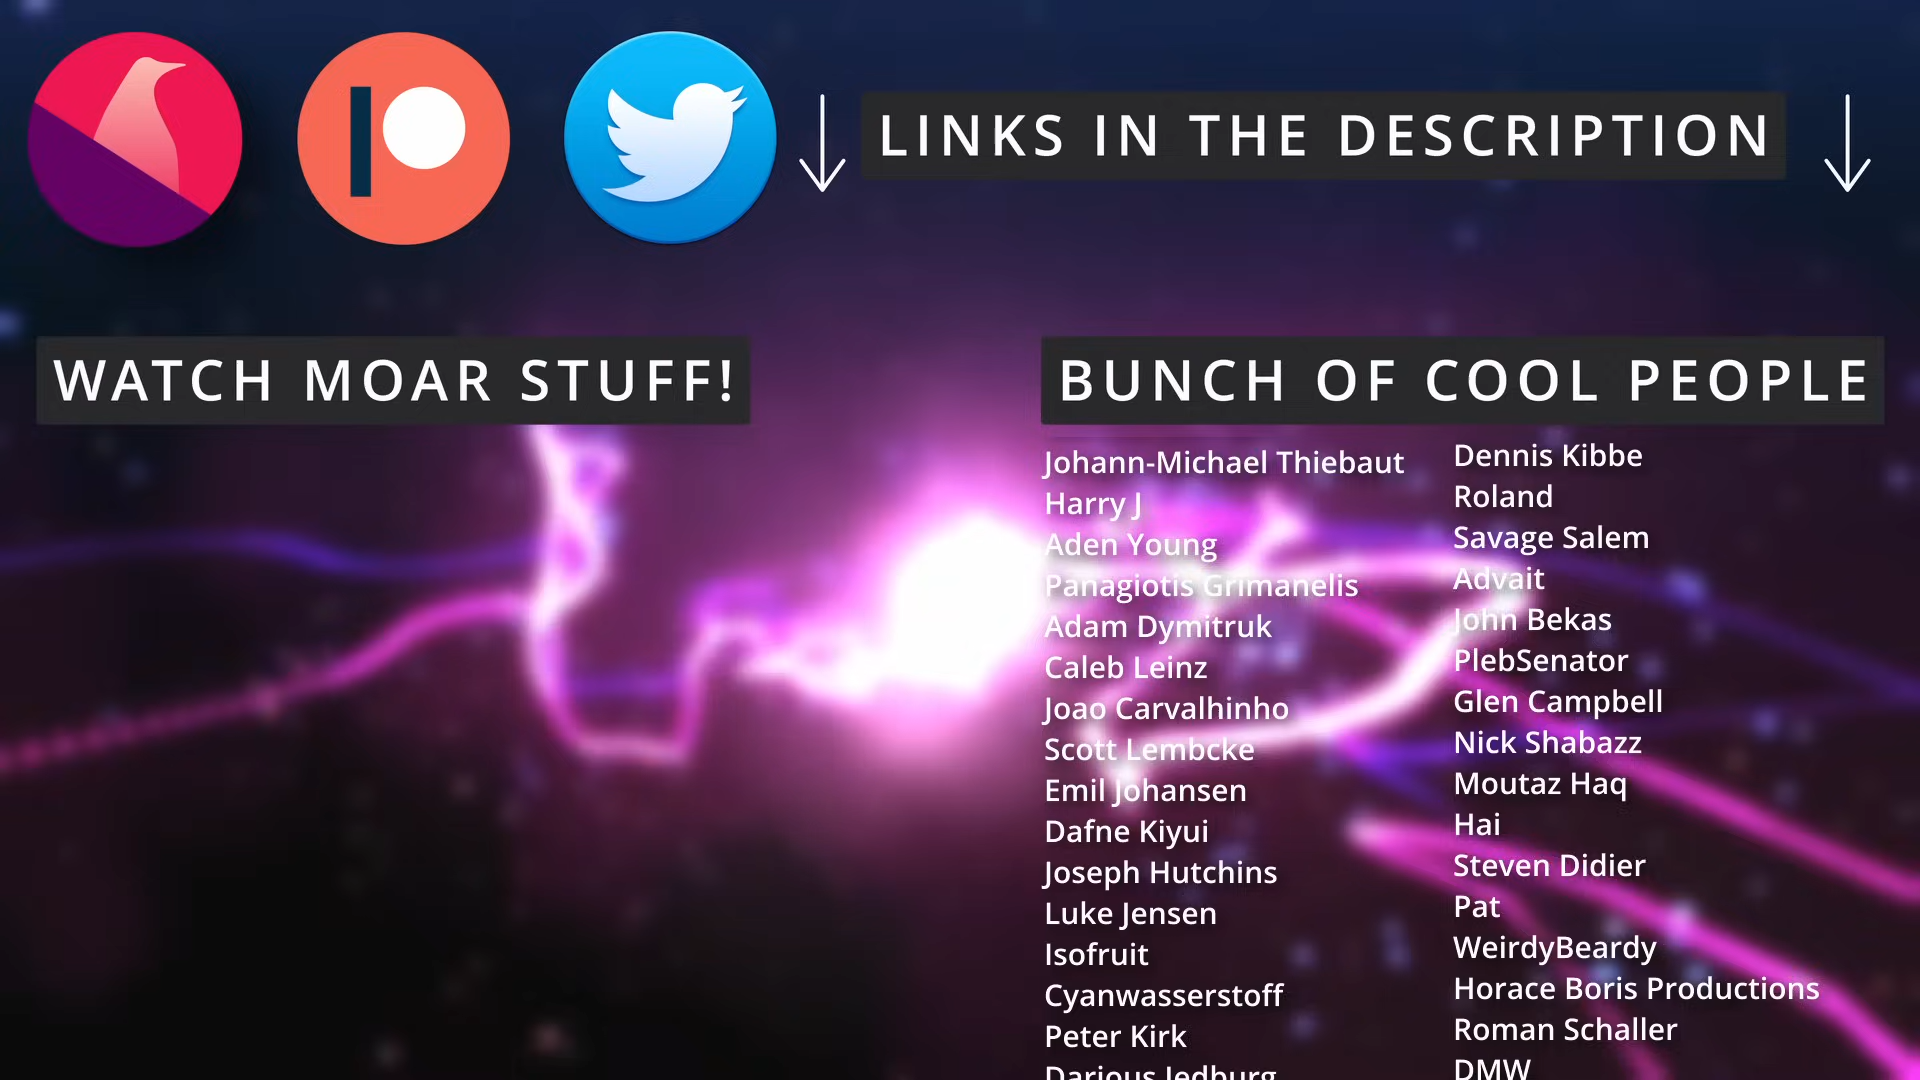 LINKS IN THE DESCRIPTION
WATCH MOAR STUFF!
BUNCH OF COOL PEOPLE
Johann-Michael Thiebaut
Harry J
Aden Young
Panagiotis Grimanelis
Adam Dymitruk
Caleb Leinz
Joao Carvalhinho
Scott Lembcke
Emil Johansen
Dafne Kiyui
Joseph Hutchins
Luke Jensen
Isofruit
Cyanwasserstoff
Peter Kirk
Darious Jedburg
Dennis Kibbe
Roland
Savage Salem
Advait
John Bekas
PlebSenator
Glen Campbell
Nick Shabazz
Moutaz Haq
Hai
Steven Didier
Pat
WeirdyBeardy
Horace Boris Productions
Roman Schaller
DMW